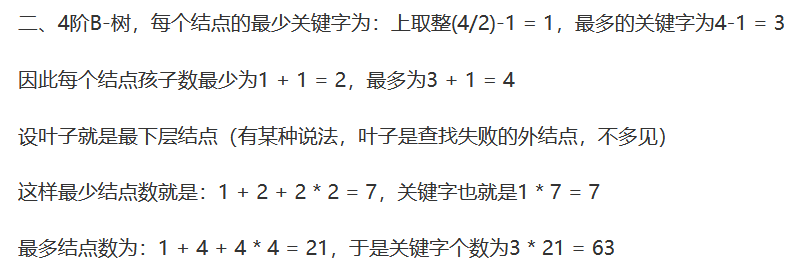 二、4阶B-树，每个结点的最少关键字为：上取整(4/2)-1 = 1，最多的关键字为4-1 = 3
因此每个结点孩子数最少为1 + 1 = 2，最多为3 + 1 = 4
设叶子就是最下层结点（有某种说法，叶子是查找失败的外结点，不多见）
这样最少结点数就是：1 + 2 + 2 * 2 = 7，关键字也就是1 * 7 = 7
最多结点数为：1 + 4 + 4 * 4 = 21，于是关键字个数为3 * 21 = 63